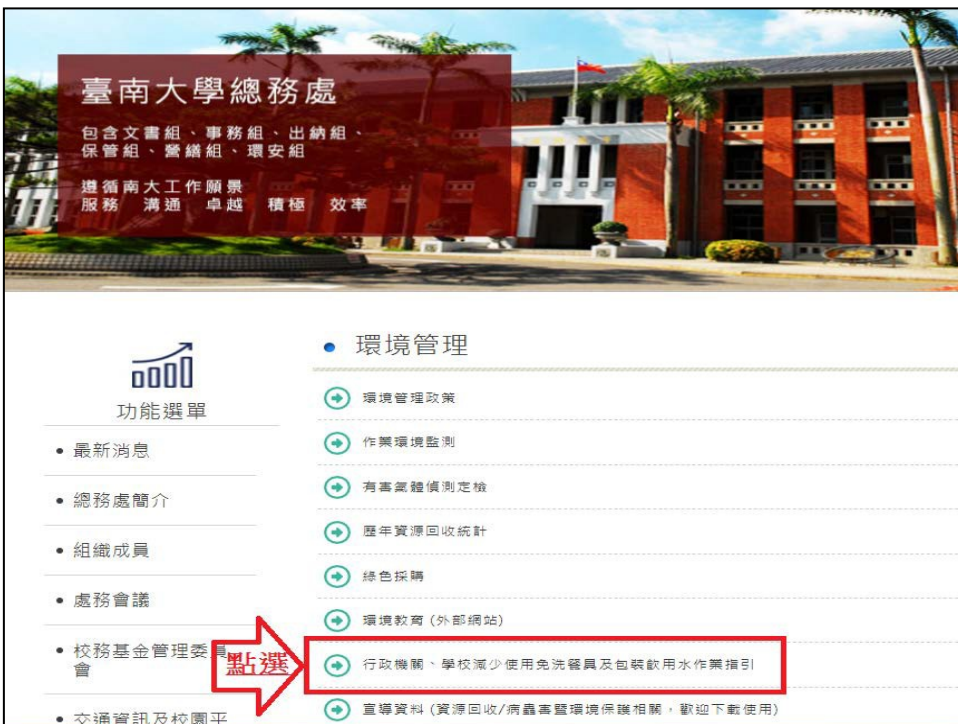 臺南大學總務處
包含文書組、事務組、出納組、
保管組、營繕組、環安組
遵循南大工作願景
服務 溝通 卓越 積極 效率
功能選單
最新消息
總務處簡介
組織成員
處務會議
校務基金管理委員
會
交通資訊及校園平
環境管理
環境管理政策
作業環境監測
有害氣體偵測定檢
歷年資源回收統計
綠色採購
環境教育 (外部網站)
點選
行政機關、學校減少使用免洗餐具及包裝飲用水作業指引
宣導資料 (資源回收/病蟲害暨環境保護相關，歡迎下載使用)